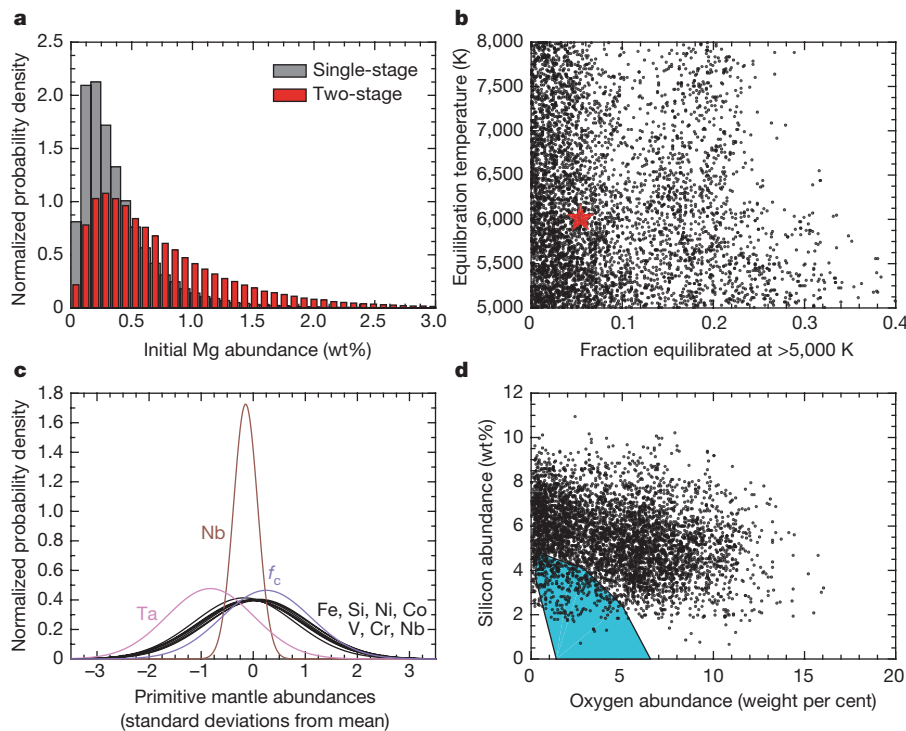 a
Normalized probability density
2.5
2.0
1.5
1.0
0.5
0
0 0.5 1.0 1.5 2.0 2.5 3.0
Initial Mg abundance (wt%)
Single-stage
Two-stage
b
Equilibration temperature (K)
8,000
7,500
7,000
6,500
6,000
5,500
5,000
0 0.1 0.2 0.3 0.4
Fraction equilibrated at >5,000 K
c
Normalized probability density
1.8
1.6
1.4
1.2
1.0
0.8
0.6
0.4
0.2
0
−3 −2 −1 0 1 2 3
Primitive mantle abundances
(standard deviations from mean)
Nb
Ta
fc
Fe, Si, Ni, Co
V, Cr, Nb
d
Silicon abundance (wt%)
12
10
8
6
4
2
0
0 5 10 15 20
Oxygen abundance (weight per cent)